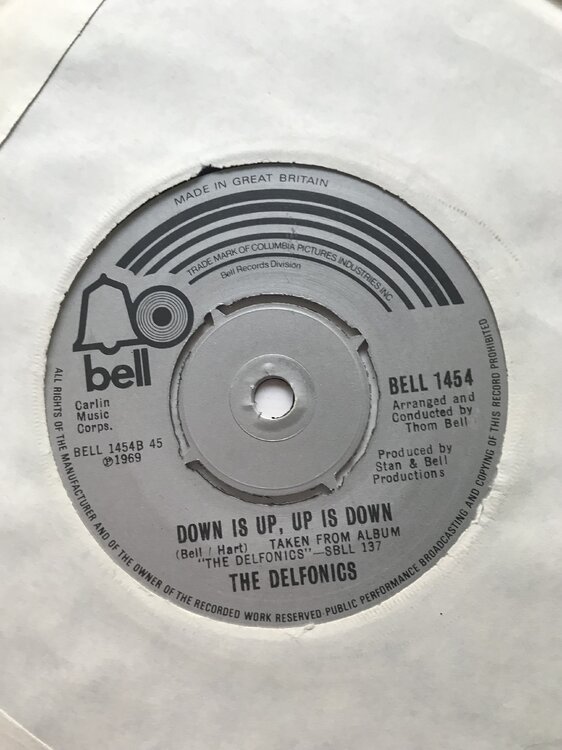 MADE IN GREAT BRITAIN
TRADE MARK OF COLUMBIA PICTURES INDUSTRIES INC.
Bell Records Division
bell
Carlin
Music
Corps.
BELL 1454B 45
℗1969
BELL 1454
Arranged and
Conducted by
Thom Bell
Produced by
Stan & Bell
Productions
DOWN IS UP, UP IS DOWN
(Bell / Hart) TAKEN FROM ALBUM
"THE DELFONICS"—SBLL 137
THE DELFONICS
ALL RIGHTS OF THE MANUFACTURER AND OF THE OWNER OF THE RECORDED WORK RESERVED PUBLIC PERFORMANCE BROADCASTING AND COPYING OF THIS RECORD PROHIBITED